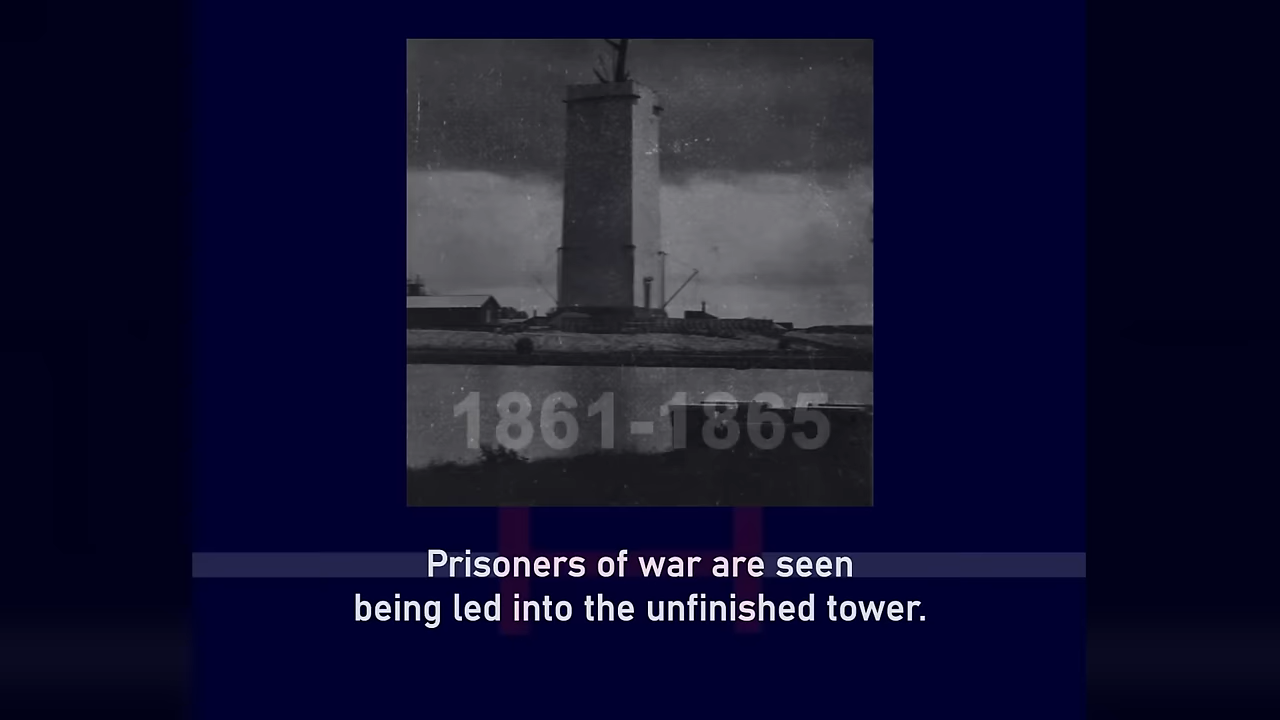 1861-1865
Prisoners of war are seen
being led into the unfinished tower.